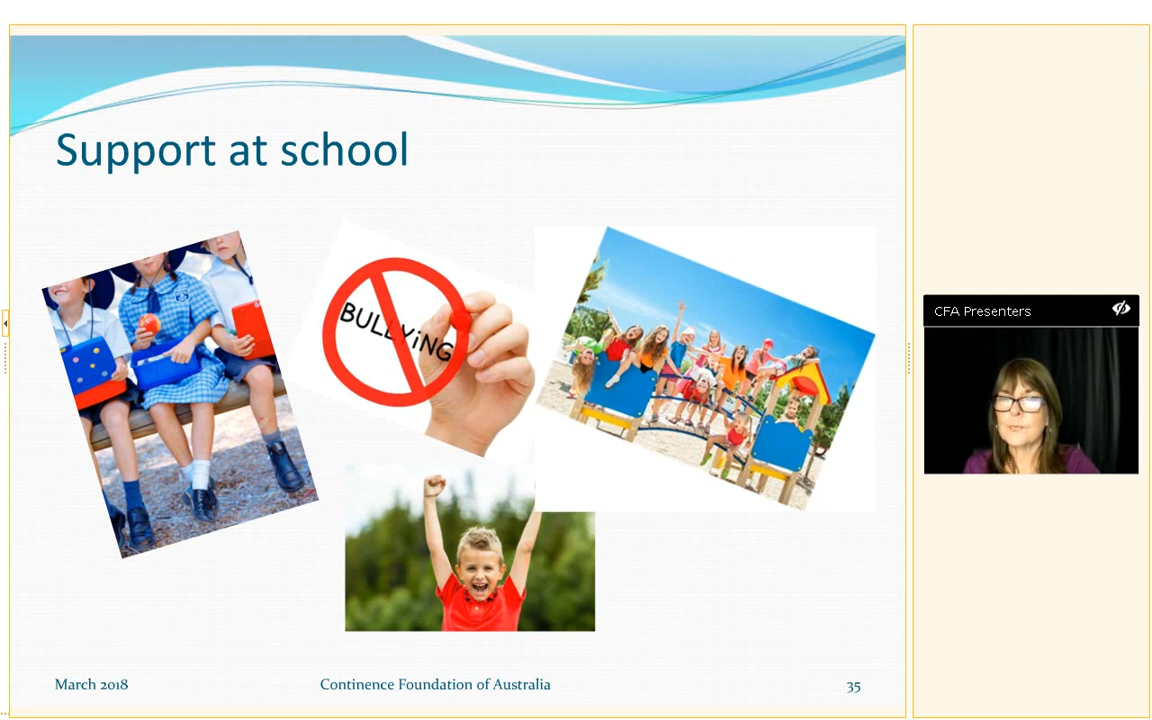 Support at school
BULLYiNG
CFA Presenters
March 2018
Continence Foundation of Australia
35